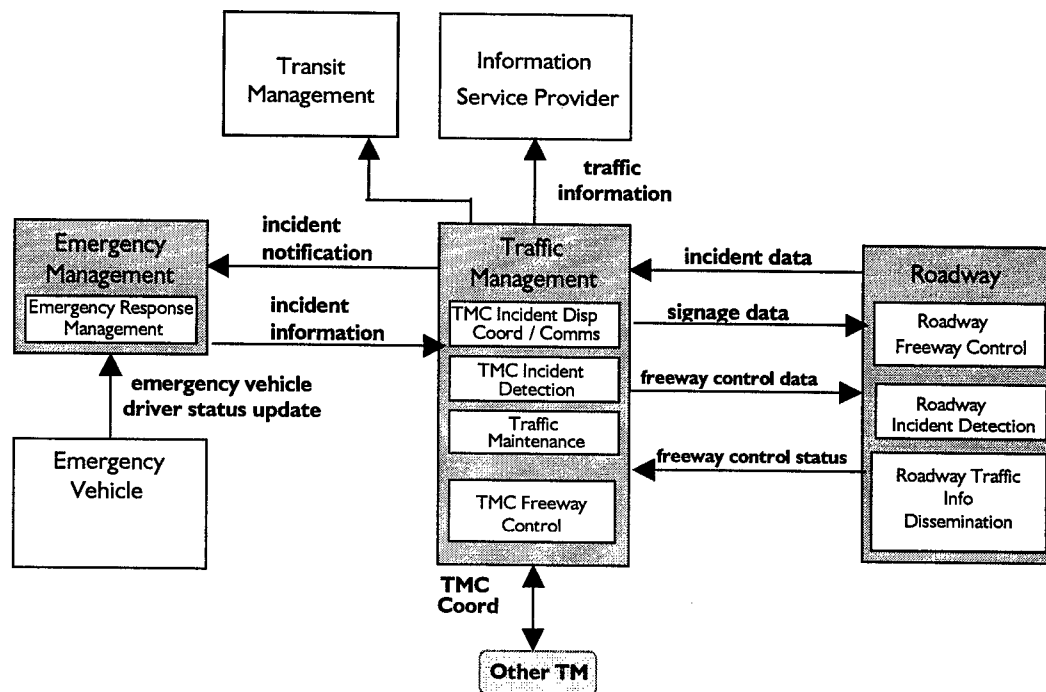 Transit
Management
Information
Service Provider
traffic
information
incident
notification
Emergency
Management
Emergency Response
Management
incident
information
emergency vehicle
driver status update
Emergency
Vehicle
Traffic
Management
TMC Incident Disp
Coord / Comms
TMC Incident
Detection
Traffic
Maintenance
TMC Freeway
Control
incident data
signage data
freeway control data
freeway control status
Roadway
Roadway
Freeway Control
Roadway
Incident Detection
Roadway Traffic
Info
Dissemination
TMC
Coord
Other TM